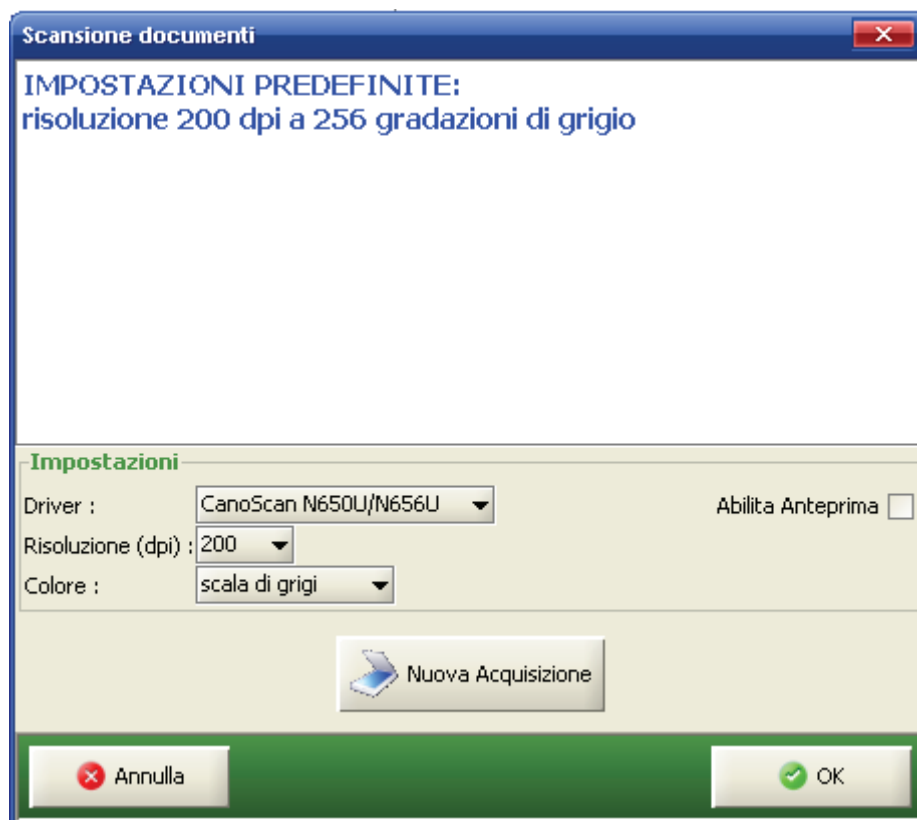 Scansione documenti
IMPOSTAZIONI PREDEFINITE:
risoluzione 200 dpi a 256 gradazioni di grigio
Impostazioni
Driver : CanoScan N650U/N656U Abilita Anteprima
Risoluzione (dpi) : 200
Colore : scala di grigi
Nuova Acquisizione
Annulla OK